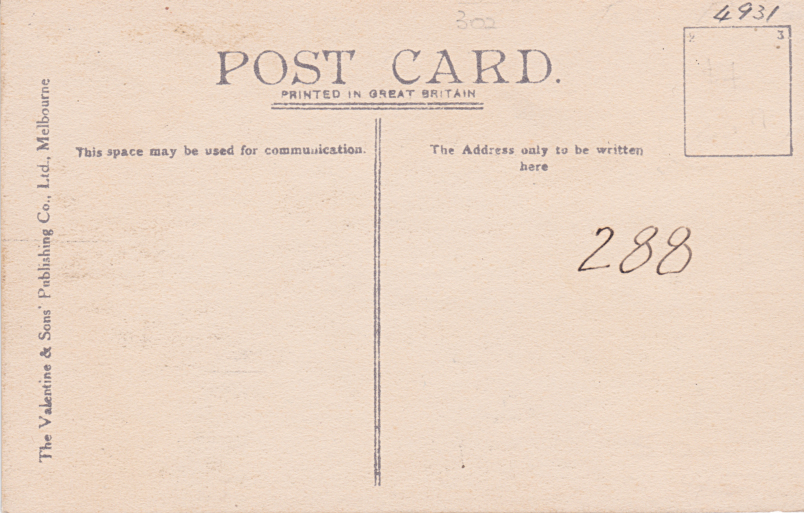 4931
300
POST CARD.
PRINTED IN GREAT BRITAIN
This space may be used for communication.
The Address only to be written
here
288
The Valentine & Sons' Publishing Co., Ltd., Melbourne